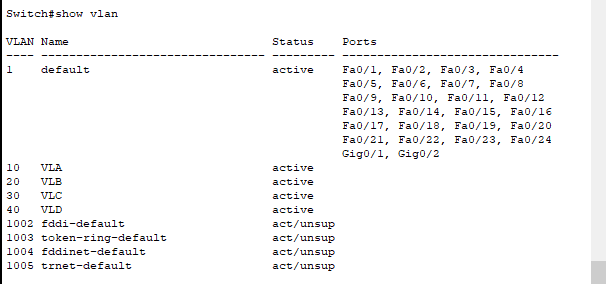 Switch#show vlan
VLAN Name                             Status    Ports
---- -------------------------------- --------- -------------------------------
1    default                          active    Fa0/1, Fa0/2, Fa0/3, Fa0/4
                                                Fa0/5, Fa0/6, Fa0/7, Fa0/8
                                                Fa0/9, Fa0/10, Fa0/11, Fa0/12
                                                Fa0/13, Fa0/14, Fa0/15, Fa0/16
                                                Fa0/17, Fa0/18, Fa0/19, Fa0/20
                                                Fa0/21, Fa0/22, Fa0/23, Fa0/24
                                                Gig0/1, Gig0/2
10   VLA                              active
20   VLB                              active
30   VLC                              active
40   VLD                              active
1002 fddi-default                     act/unsup
1003 token-ring-default               act/unsup
1004 fddinet-default                  act/unsup
1005 trnet-default                    act/unsup